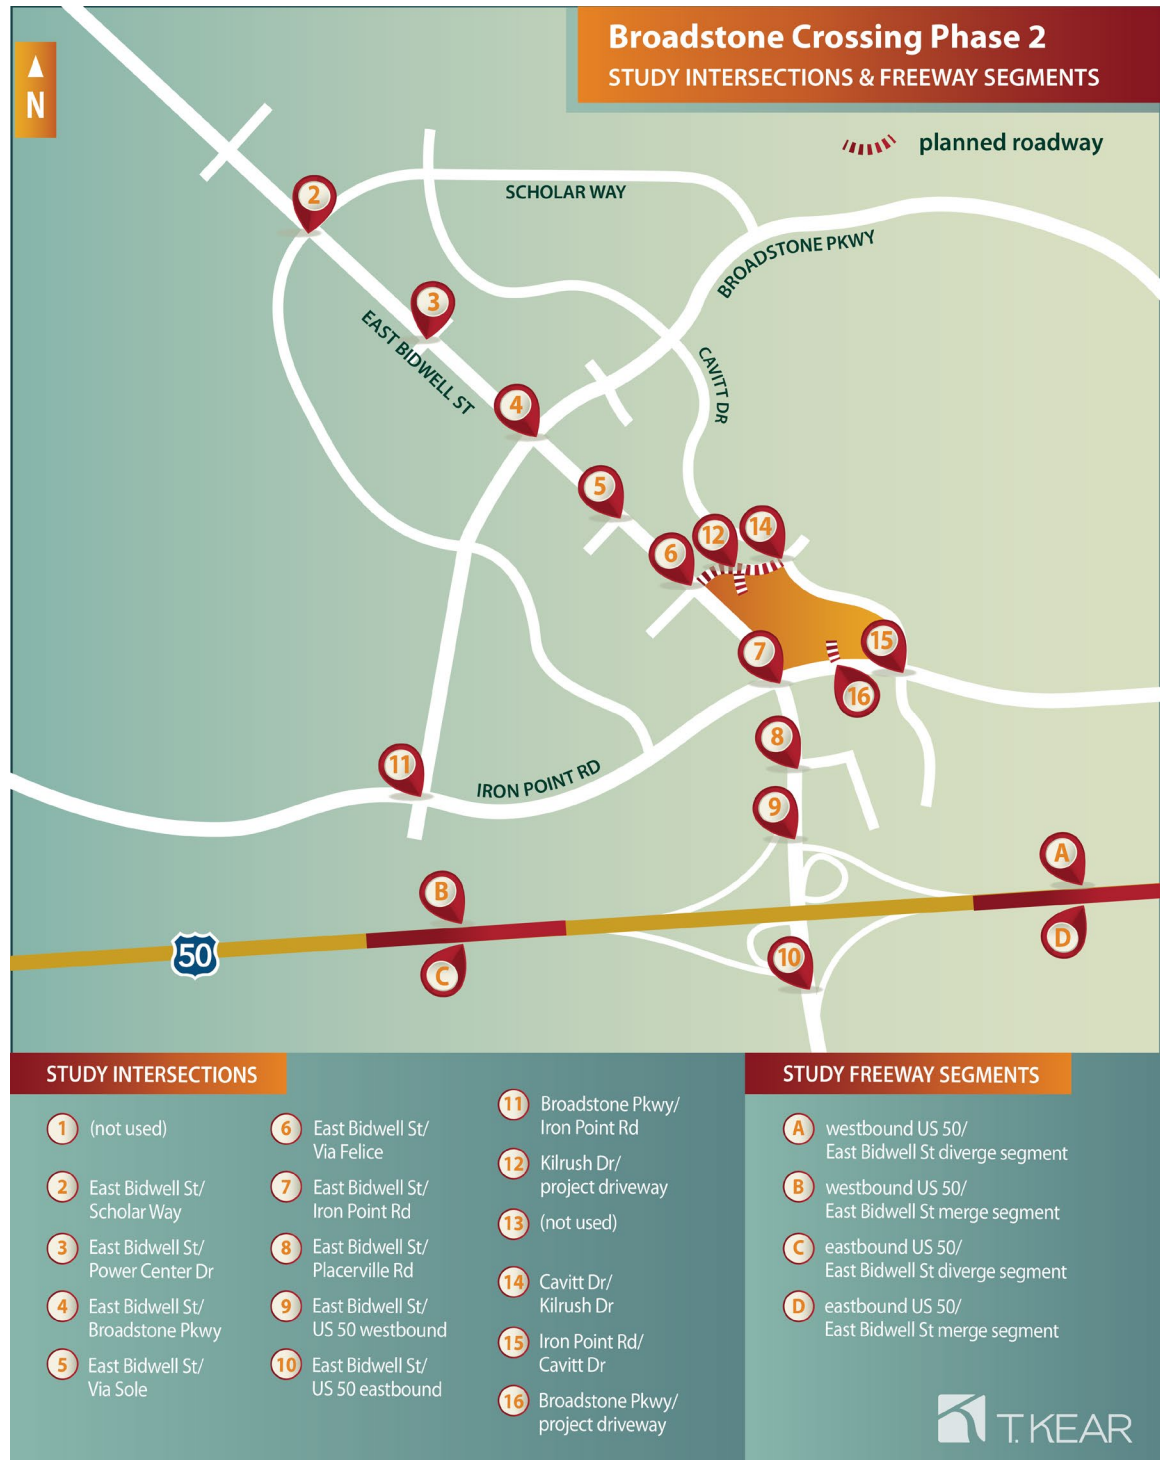 Broadstone Crossing Phase 2
STUDY INTERSECTIONS & FREEWAY SEGMENTS
N
planned roadway
2
SCHOLAR WAY
BROADSTONE PKWY
3
EAST BIDWELL ST
CAVITT DR
4
5
6
12
14
7
15
16
8
11
IRON POINT RD
9
A
B
50
C
D
10
STUDY INTERSECTIONS
1 (not used)
2 East Bidwell St/
Scholar Way
3 East Bidwell St/
Power Center Dr
4 East Bidwell St/
Broadstone Pkwy
5 East Bidwell St/
Via Sole
6 East Bidwell St/
Via Felice
7 East Bidwell St/
Iron Point Rd
8 East Bidwell St/
Placerville Rd
9 East Bidwell St/
US 50 westbound
10 East Bidwell St/
US 50 eastbound
11 Broadstone Pkwy/
Iron Point Rd
12 Kilrush Dr/
project driveway
13 (not used)
14 Cavitt Dr/
Kilrush Dr
15 Iron Point Rd/
Cavitt Dr
16 Broadstone Pkwy/
project driveway
STUDY FREEWAY SEGMENTS
A westbound US 50/
East Bidwell St diverge segment
B westbound US 50/
East Bidwell St merge segment
C eastbound US 50/
East Bidwell St diverge segment
D eastbound US 50/
East Bidwell St merge segment
T. KEAR